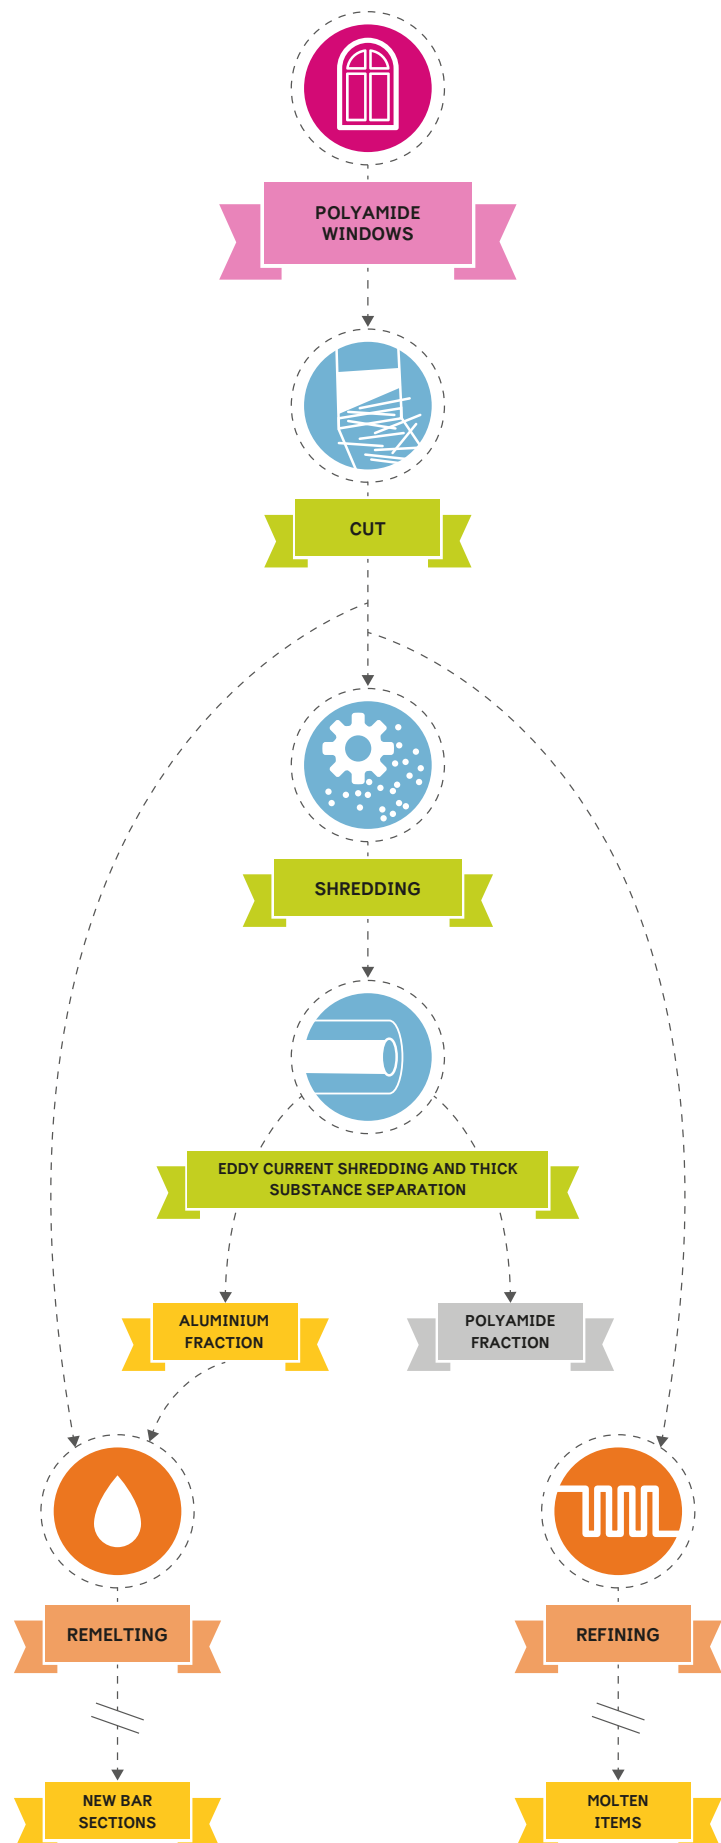 POLYAMIDE
WINDOWS
CUT
SHREDDING
EDDY CURRENT SHREDDING AND THICK
SUBSTANCE SEPARATION
ALUMINIUM
FRACTION
POLYAMIDE
FRACTION
REMELTING
REFINING
NEW BAR
SECTIONS
MOLTEN
ITEMS